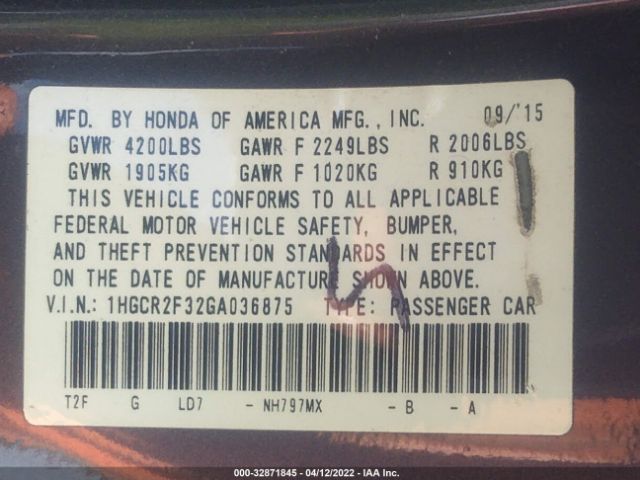 MFD. BY HONDA OF AMERICA MFG., INC. 09/'15
GVWR 4200LBS GAWR F 2249LBS R 2006LBS
GVWR 1905KG GAWR F 1020KG R 910KG
THIS VEHICLE CONFORMS TO ALL APPLICABLE
FEDERAL MOTOR VEHICLE SAFETY, BUMPER,
AND THEFT PREVENTION STANDARDS IN EFFECT
ON THE DATE OF MANUFACTURE SHOWN ABOVE.
V.I.N.: 1HGCR2F32GA036875 TYPE: PASSENGER CAR
T2F G LD7 - NH797MX - B - A
000-32871845 - 04/12/2022 - IAA Inc.